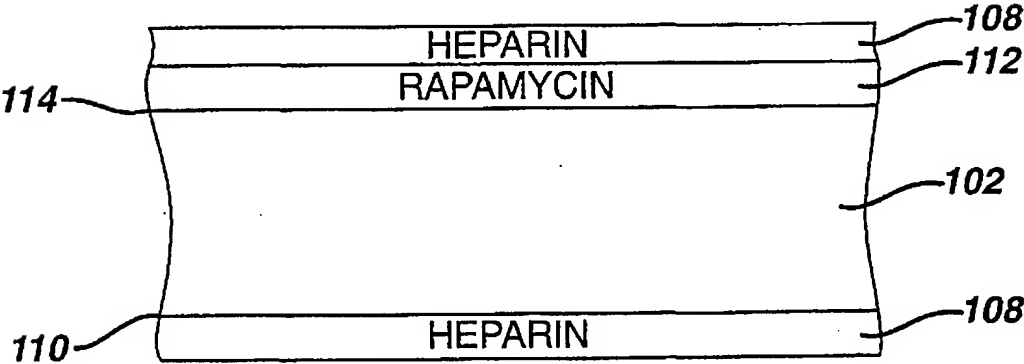 HEPARIN 108
RAPAMYCIN 112
114
102
110 HEPARIN 108